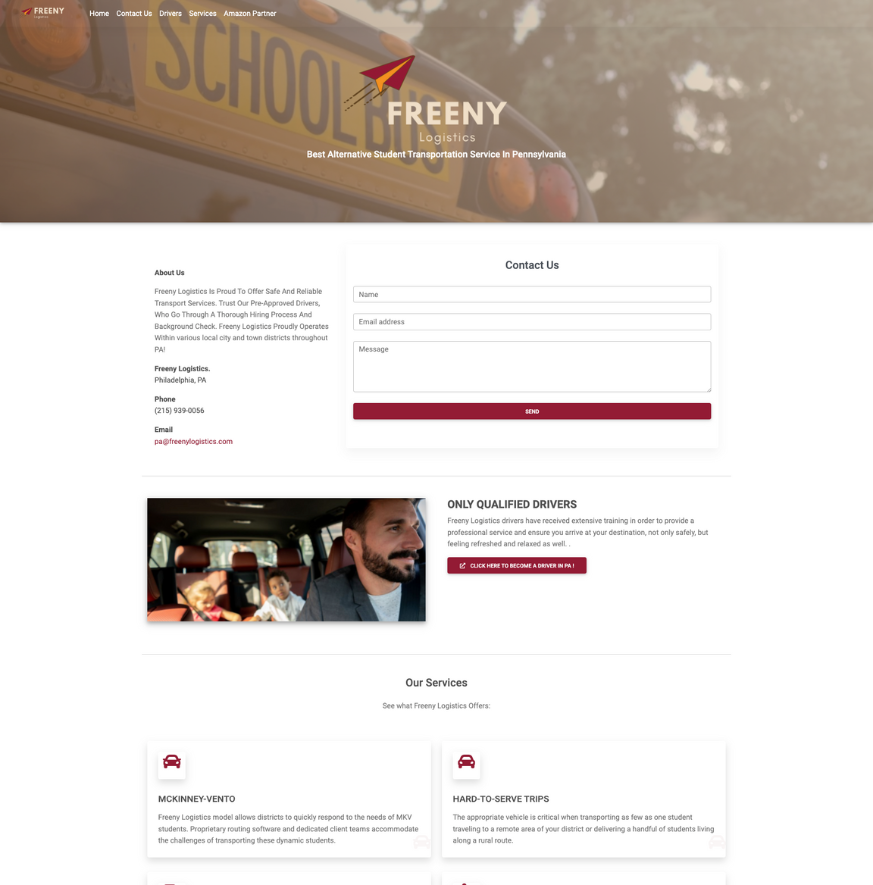 FREENY
Logistics
Home Contact Us Drivers Services Amazon Partner
SCHOOL BUS
FREENY
Logistics
Best Alternative Student Transportation Service In Pennsylvania
About Us
Freeny Logistics Is Proud To Offer Safe And Reliable
Transport Services. Trust Our Pre-Approved Drivers,
Who Go Through A Thorough Hiring Process And
Background Check. Freeny Logistics Proudly Operates
Within various local city and town districts throughout
PA!
Freeny Logistics.
Philadelphia, PA
Phone
(215) 939-0056
Email
pa@freenylogistics.com
Contact Us
Name
Email address
Message
SEND
ONLY QUALIFIED DRIVERS
Freeny Logistics drivers have received extensive training in order to provide a
professional service and ensure you arrive at your destination, not only safely, but
feeling refreshed and relaxed as well. .
CLICK HERE TO BECOME A DRIVER IN PA !
Our Services
See what Freeny Logistics Offers:
MCKINNEY-VENTO
Freeny Logistics model allows districts to quickly respond to the needs of MKV
students. Proprietary routing software and dedicated client teams accommodate
the challenges of transporting these dynamic students.
HARD-TO-SERVE TRIPS
The appropriate vehicle is critical when transporting as few as one student
traveling to a remote area of your district or delivering a handful of students living
along a rural route.